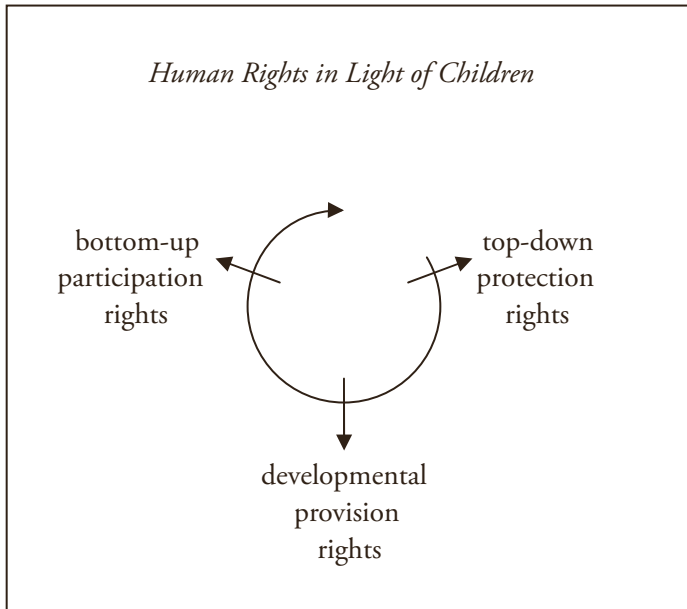 Human Rights in Light of Children
bottom-up
participation
rights
top-down
protection
rights
developmental
provision
rights